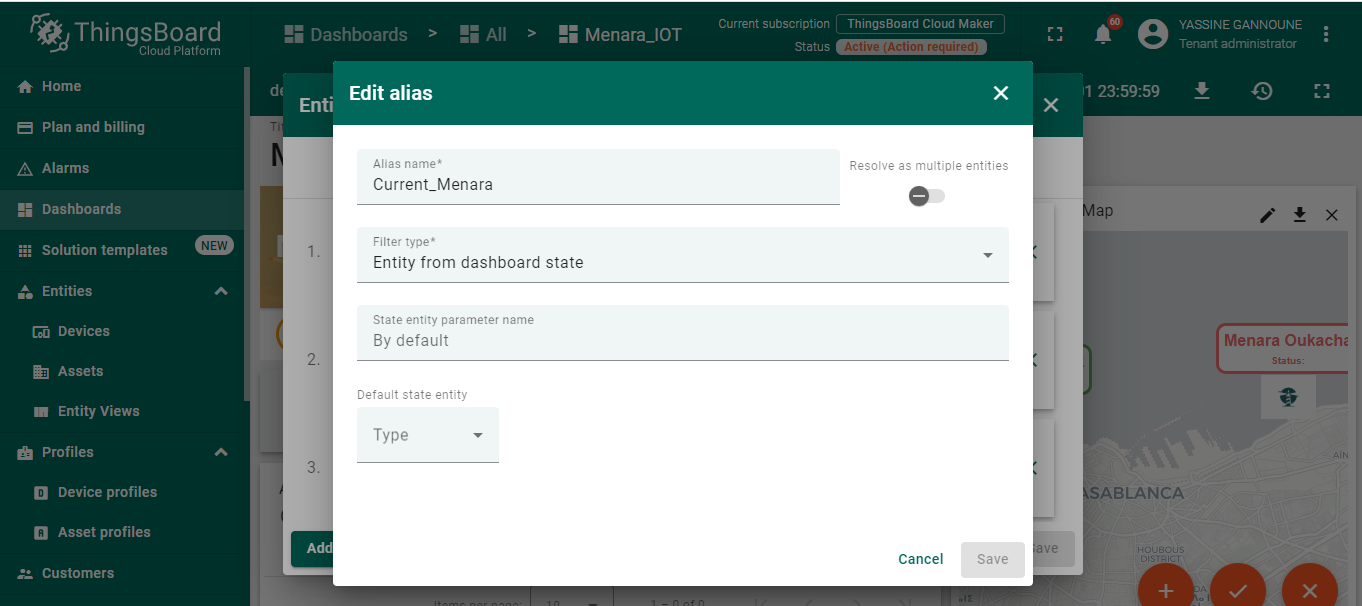 ThingsBoard
Cloud Platform
Dashboards > All > Menara_IOT
Current subscription ThingsBoard Cloud Maker
Status Active (Action required)
60
YASSINE GANNOUNE
Tenant administrator
Home
Plan and billing
Alarms
Dashboards
Solution templates NEW
Entities
Devices
Assets
Entity Views
Profiles
Device profiles
Asset profiles
Customers
23:59:59
Enti
Edit alias
Alias name*
Current_Menara
Resolve as multiple entities
Filter type*
Entity from dashboard state
State entity parameter name
By default
Default state entity
Type
Cancel
Save
1.
2.
3.
Add
Map
Menara Oukacha
Status:
ASABLANCA
HOUBOUS
DISTRICT
Items per page: 10 1 – 0 of 0